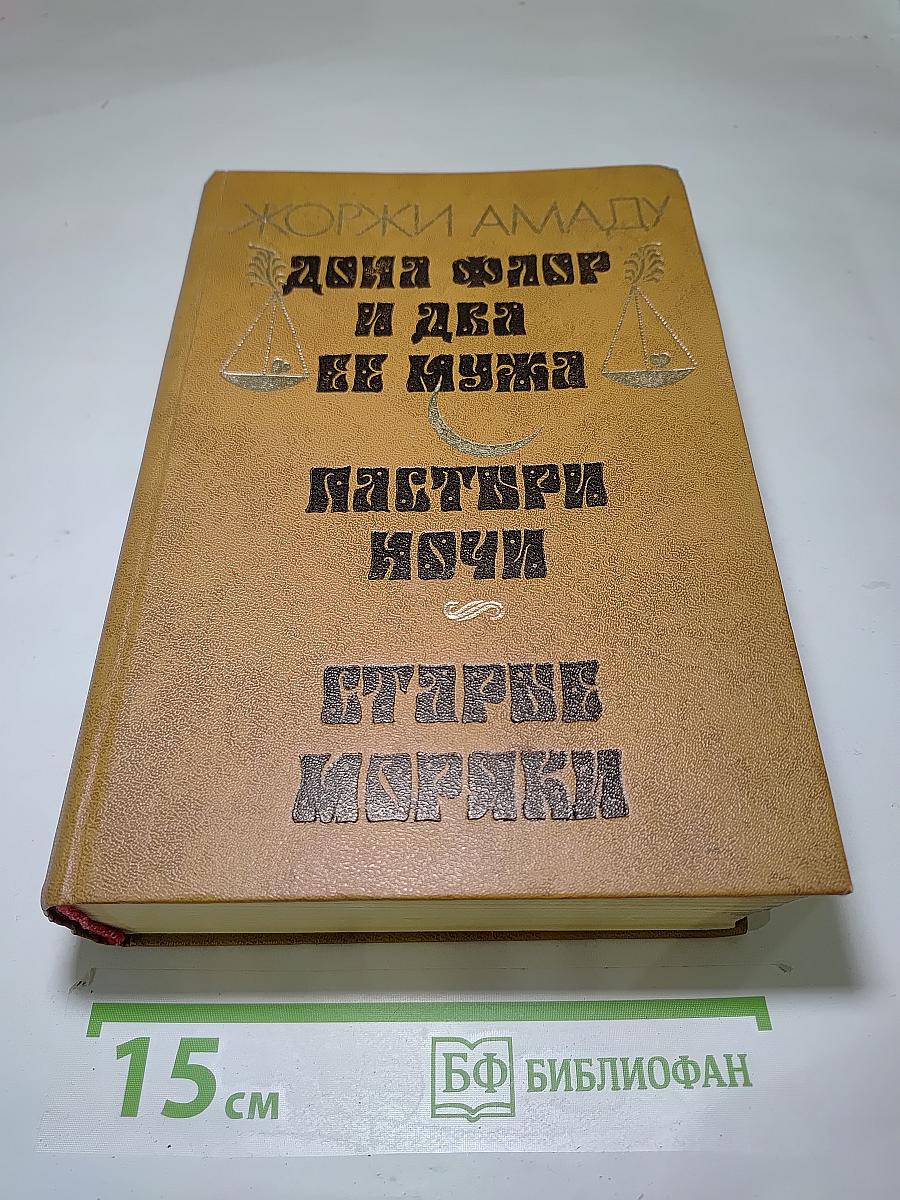 ЖОРЖИ АМАДУ
ДОНА ФЛОР
И ДВА
ЕЕ МУЖА
ПАСТЫРИ
НОЧИ
СТАРЫЕ
МОРЯКИ
15 см
БФ БИБЛИОФАН